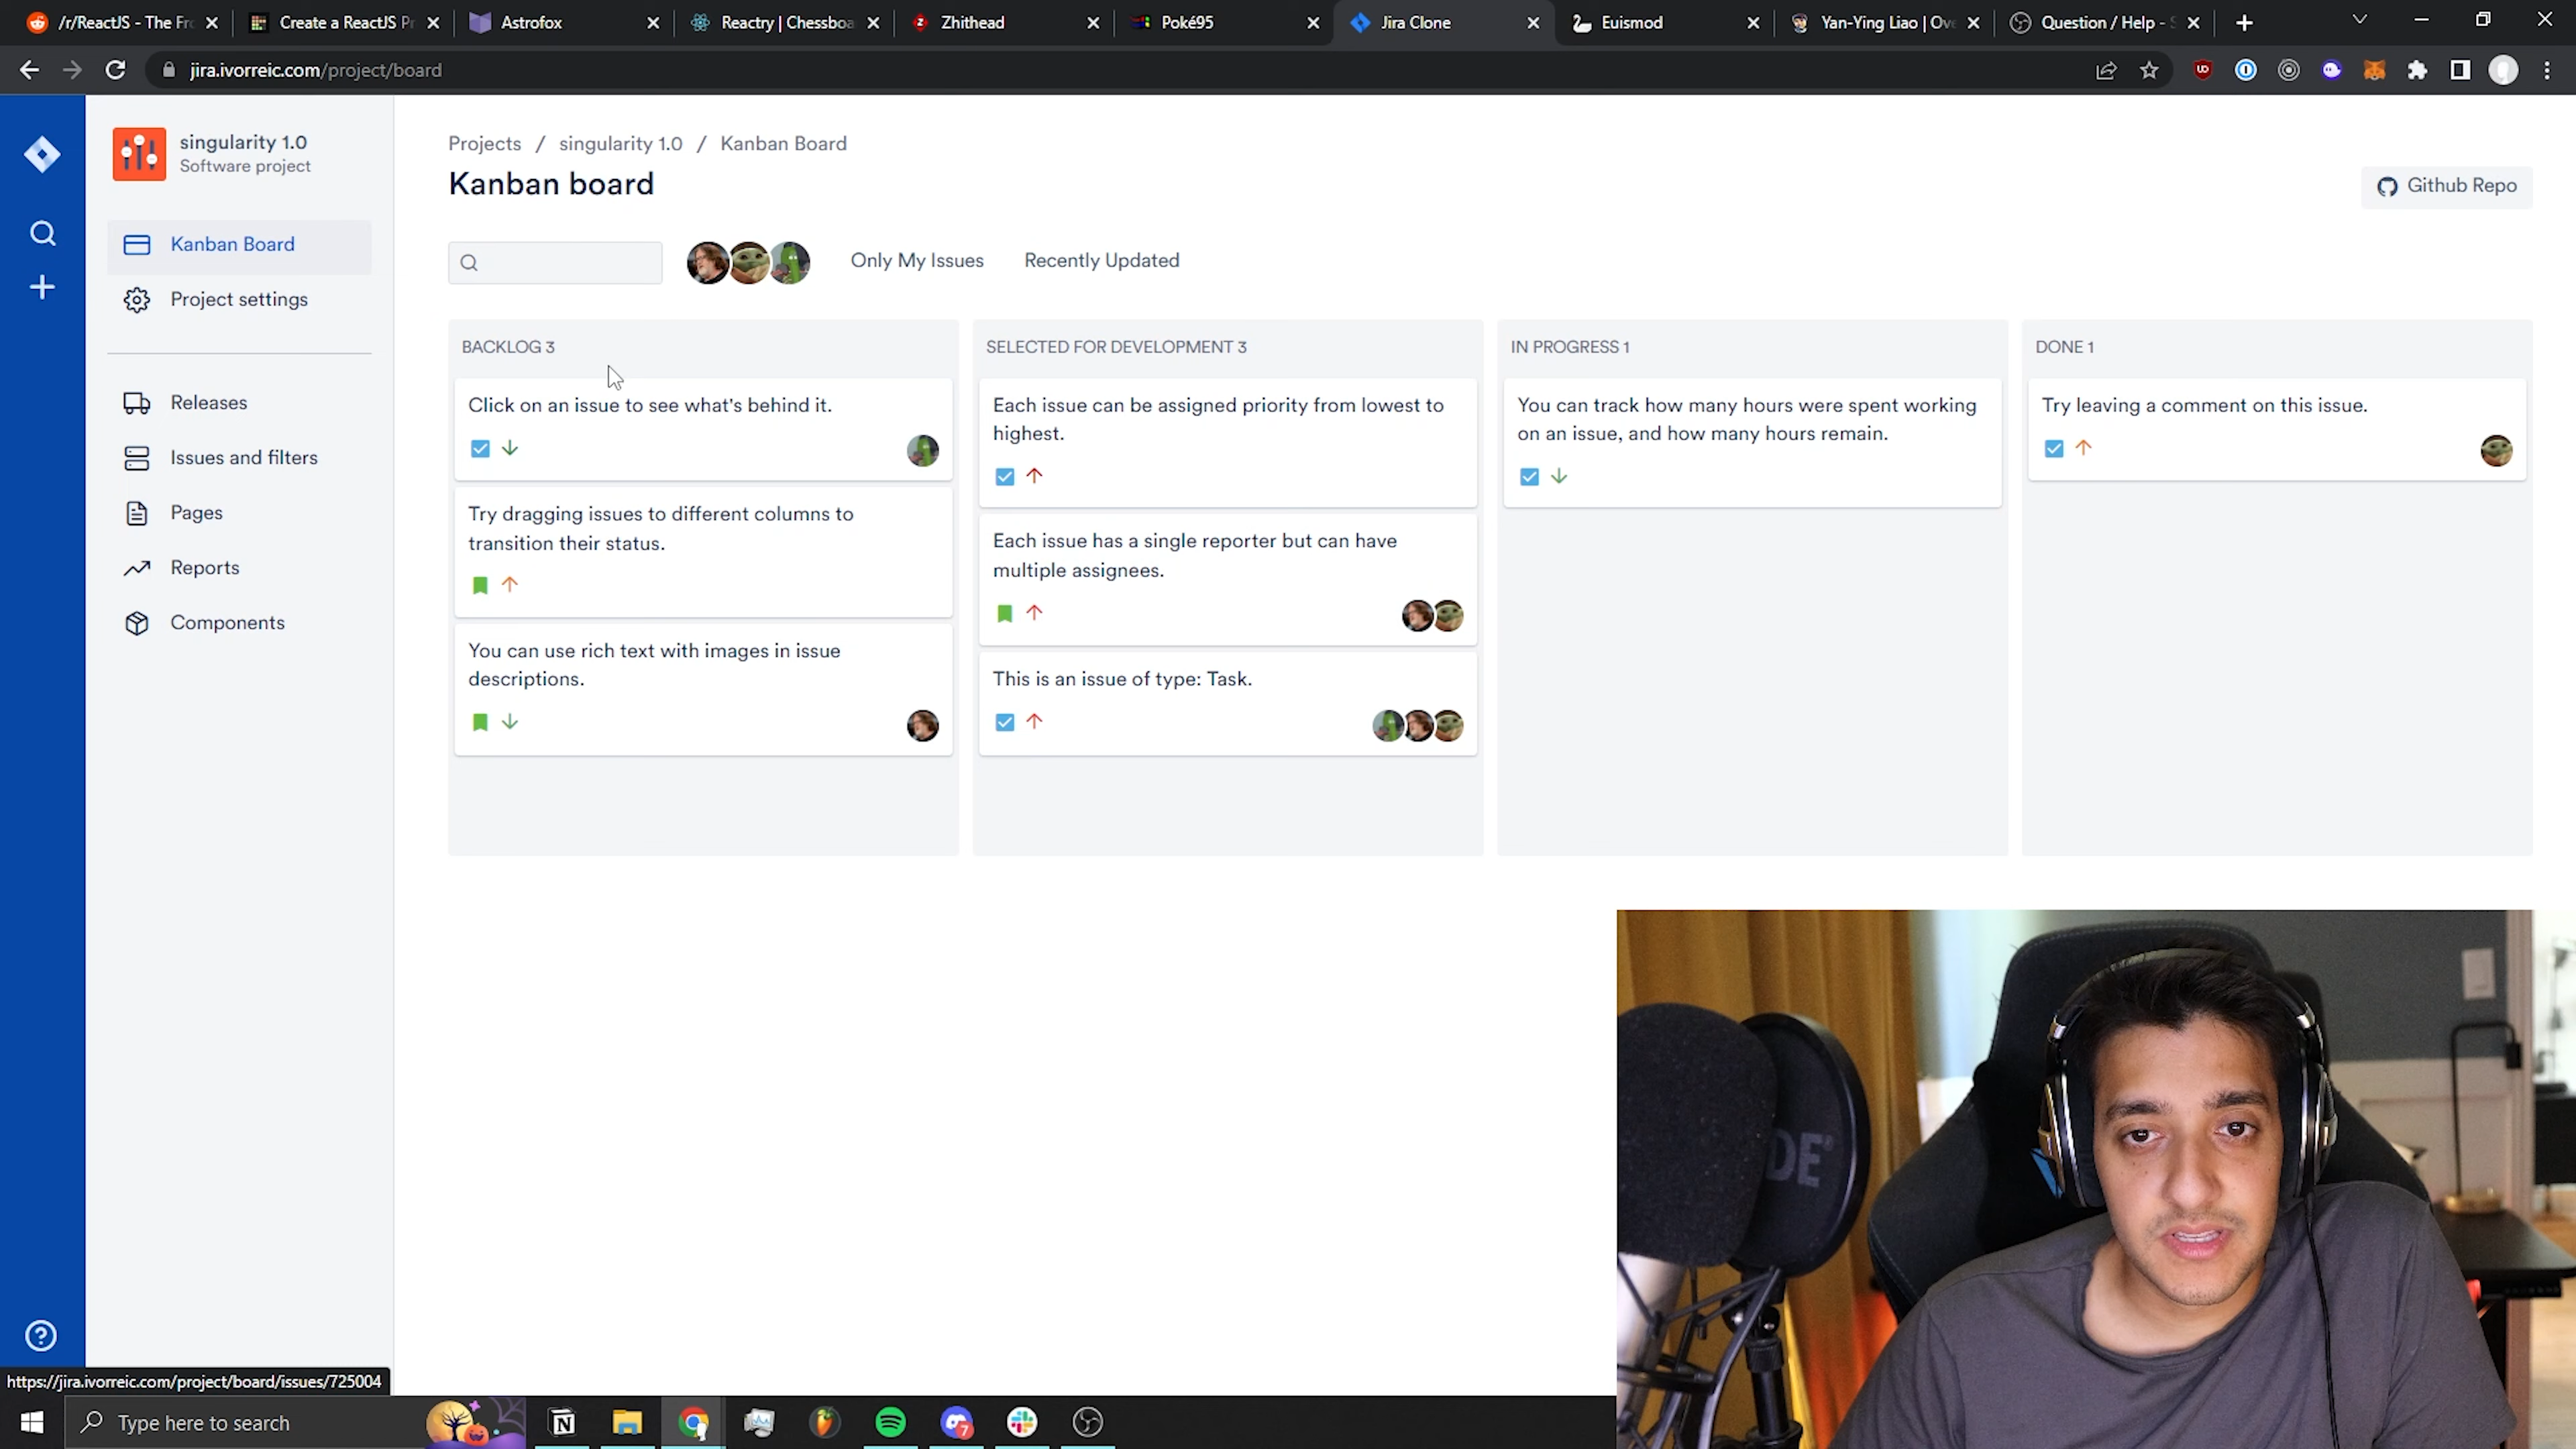 /r/ReactJS - The Fr
Create a ReactJS Pr
Astrofox
Reactry | Chessboa
Zhithead
Poké95
Jira Clone
Euismod
Yan-Ying Liao | Ov
Question / Help - S
jira.ivorreic.com/project/board
singularity 1.0
Software project
Kanban Board
Project settings
Releases
Issues and filters
Pages
Reports
Components
Projects / singularity 1.0 / Kanban Board
Kanban board
Github Repo
Only My Issues
Recently Updated
BACKLOG 3
Click on an issue to see what's behind it.
Try dragging issues to different columns to
transition their status.
You can use rich text with images in issue
descriptions.
SELECTED FOR DEVELOPMENT 3
Each issue can be assigned priority from lowest to
highest.
Each issue has a single reporter but can have
multiple assignees.
This is an issue of type: Task.
IN PROGRESS 1
You can track how many hours were spent working
on an issue, and how many hours remain.
DONE 1
Try leaving a comment on this issue.
https://jira.ivorreic.com/project/board/issues/725004
Type here to search
7